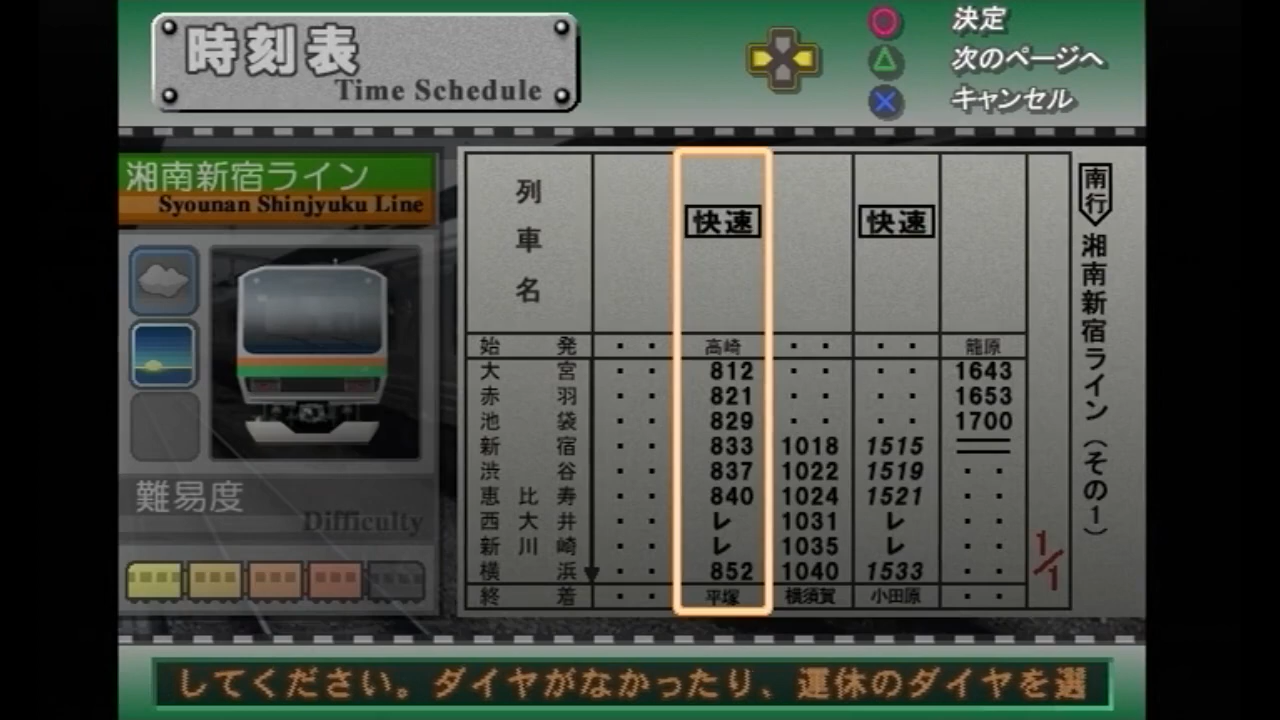 時刻表
Time Schedule
決定
次のページへ
キャンセル
湘南新宿ライン
Syounan Shinjyuku Line
難易度
Difficulty
南行 湘南新宿ライン（その1）
1/1
列車名 快速 快速
始発 ・・ 高崎 ・・ ・・ 籠原
大宮 ・・ 812 ・・ ・・ 1643
赤羽 ・・ 821 ・・ ・・ 1653
池袋 ・・ 829 ・・ ・・ 1700
新宿 ・・ 833 1018 1515
渋谷 ・・ 837 1022 1519 ・・
恵比寿 ・・ 840 1024 1521 ・・
西大井 ・・ レ 1031 レ ・・
新川崎 ・・ レ 1035 レ ・・
横浜 ・・ 852 1040 1533 ・・
終着 ・・ 平塚 横須賀 小田原 ・・
してください。ダイヤがなかったり、運休のダイヤを選